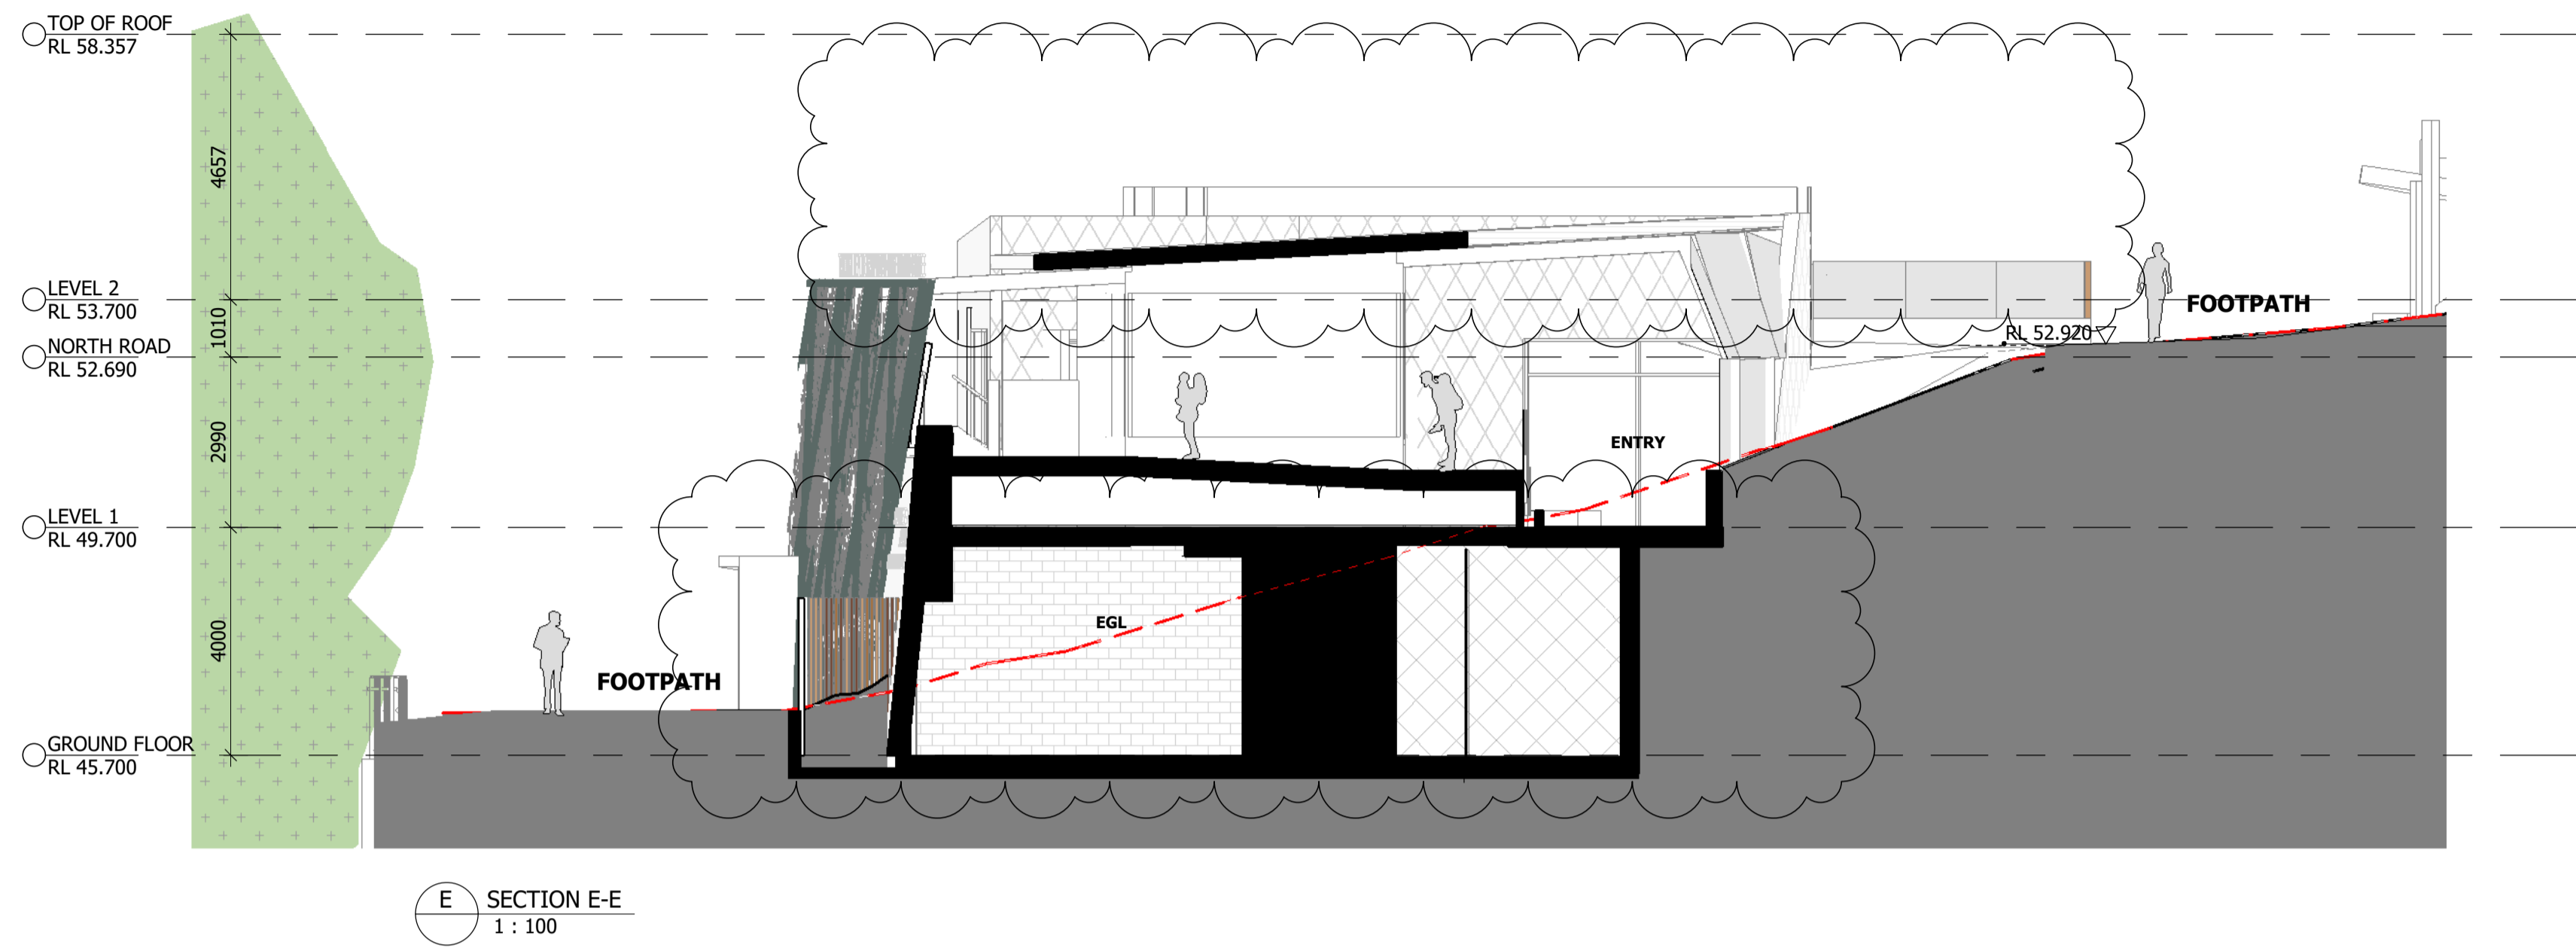 TOP OF ROOF
RL 58.357
4657
LEVEL 2
RL 53.700
1010
NORTH ROAD
RL 52.690
2990
LEVEL 1
RL 49.700
4000
GROUND FLOOR
RL 45.700
FOOTPATH
RL 52.920
ENTRY
EGL
FOOTPATH
E
SECTION E-E
1 : 100